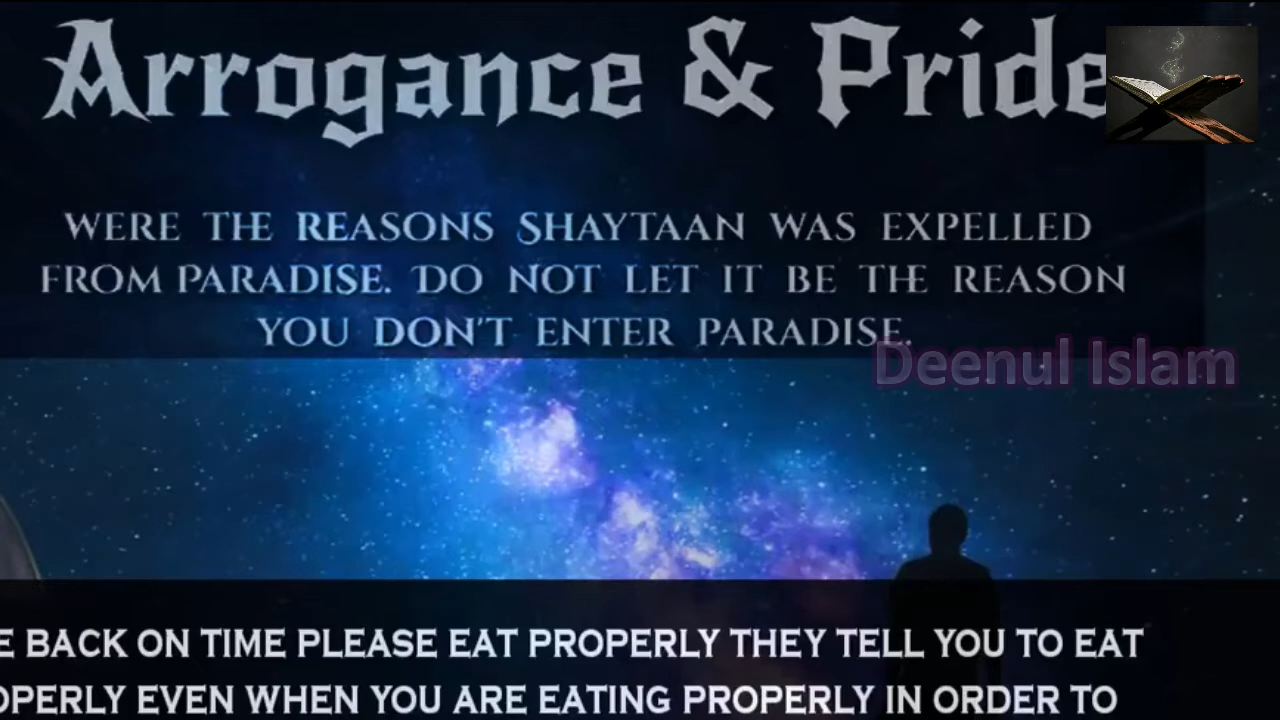 Arrogance & Pride
WERE THE REASONS SHAYTAAN WAS EXPELLED
FROM PARADISE. DO NOT LET IT BE THE REASON
YOU DON'T ENTER PARADISE.
Deenul Islam
E BACK ON TIME PLEASE EAT PROPERLY THEY TELL YOU TO EAT
OPERLY EVEN WHEN YOU ARE EATING PROPERLY IN ORDER TO